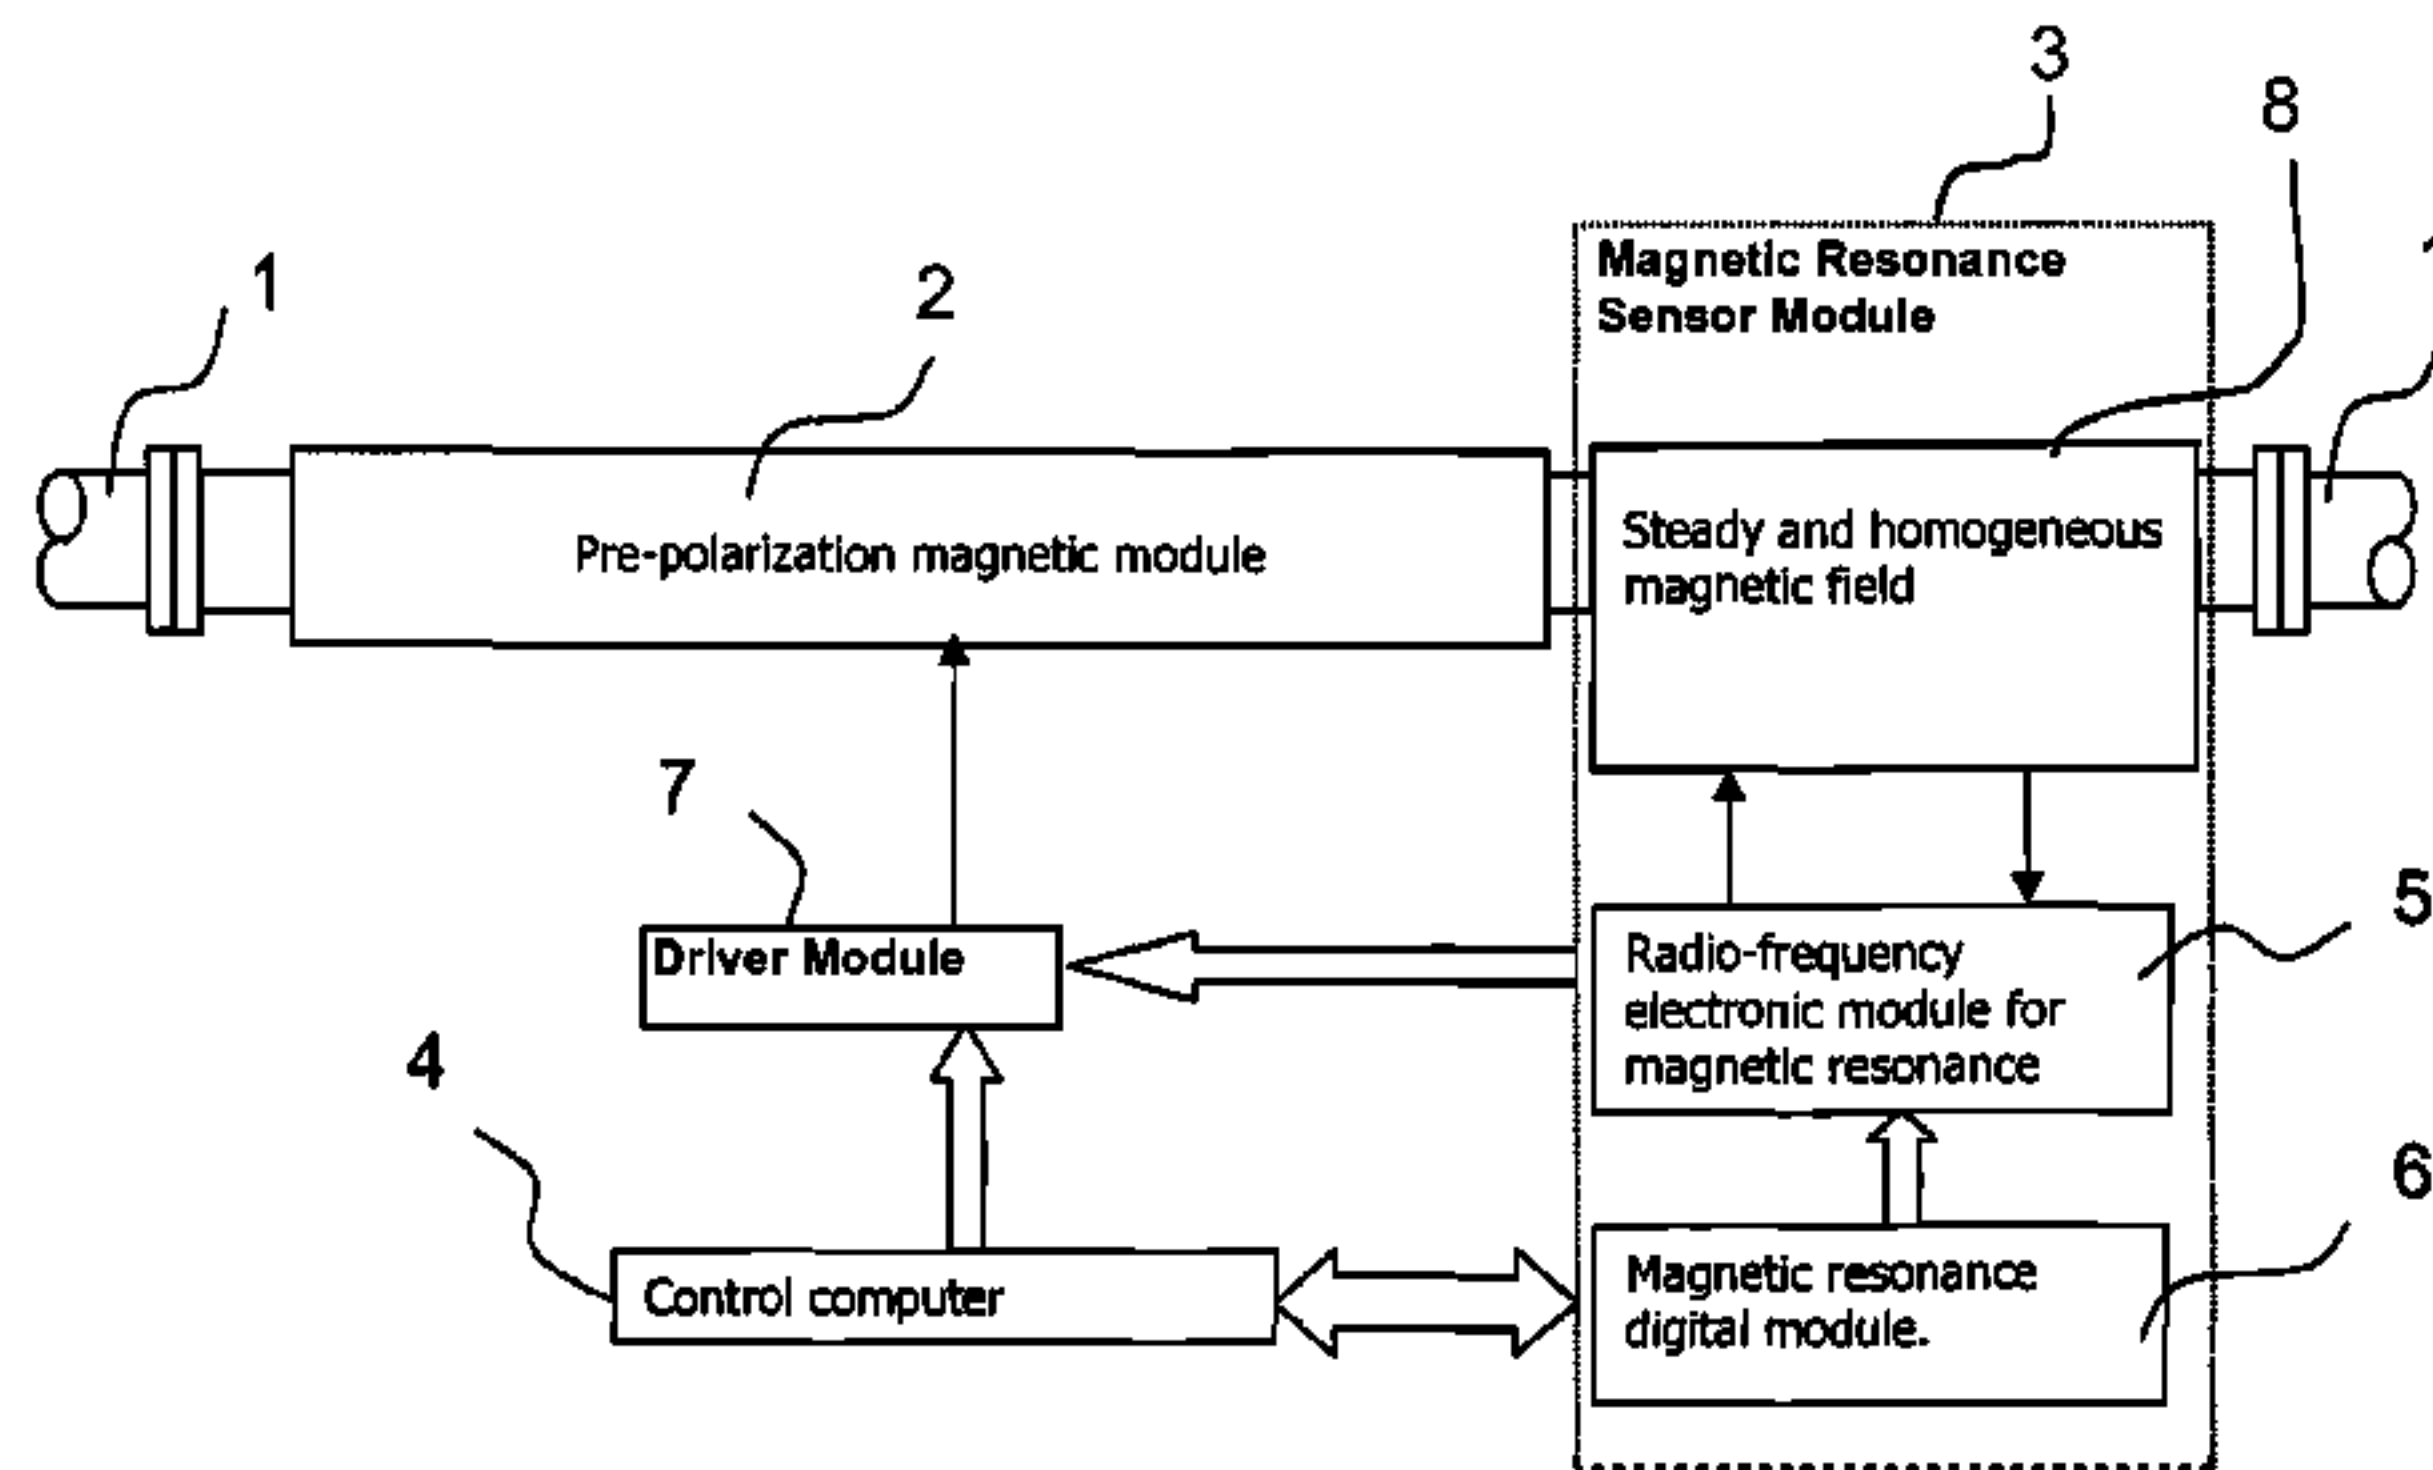 3
8
1
2
Magnetic Resonance
Sensor Module
Pre-polarization magnetic module
Steady and homogeneous
magnetic field
7
5
Driver Module
Radio-frequency
electronic module for
magnetic resonance
4
6
Control computer
Magnetic resonance
digital module.